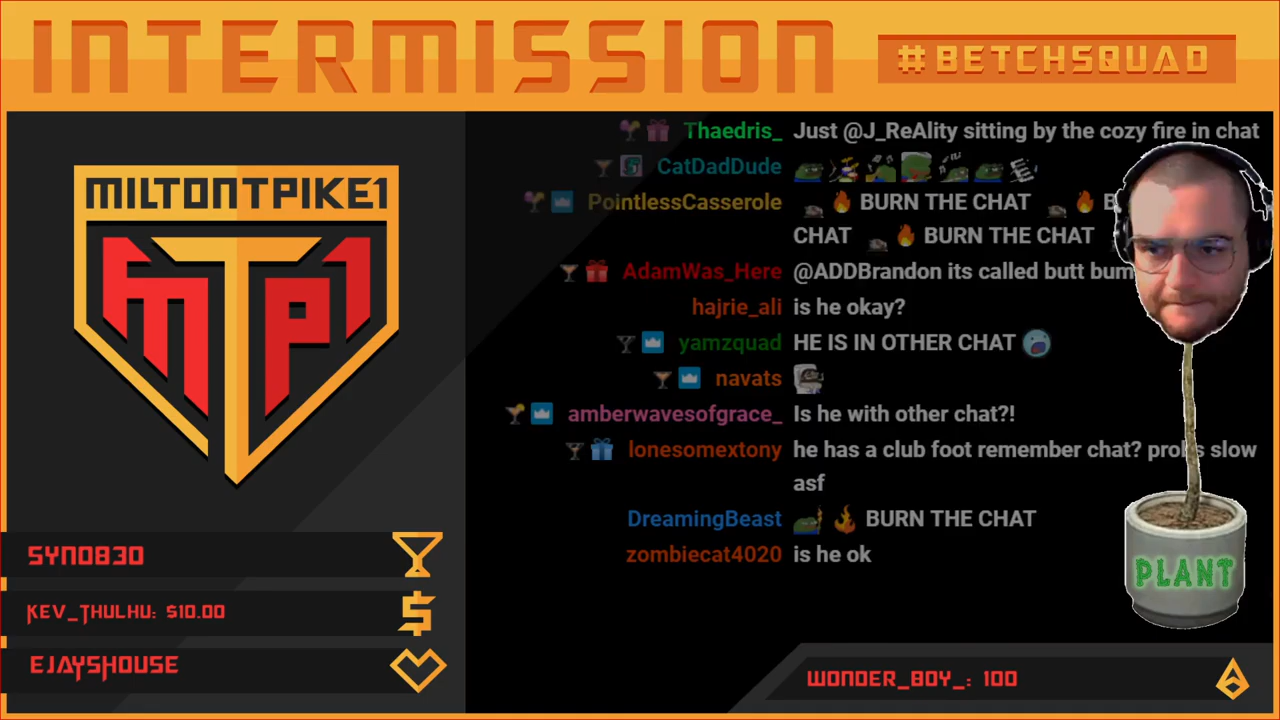 INTERMISSION
#BETCHSQUAD
MILTONTPIKE1
MTP1
SYN0830
KEV_THULHU: $10.00
EJAYSHOUSE
Thaedris_ Just @J_ReAlity sitting by the cozy fire in chat
CatDadDude
PointlessCasserole BURN THE CHAT B
CHAT BURN THE CHAT
AdamWas_Here @ADDBrandon its called butt bum
hajrie_ali is he okay?
yamzquad HE IS IN OTHER CHAT
navats
amberwavesofgrace_ Is he with other chat?!
lonesomextony he has a club foot remember chat? probs slow
asf
DreamingBeast BURN THE CHAT
zombiecat4020 is he ok
PLANT
WONDER_BOY_: 100